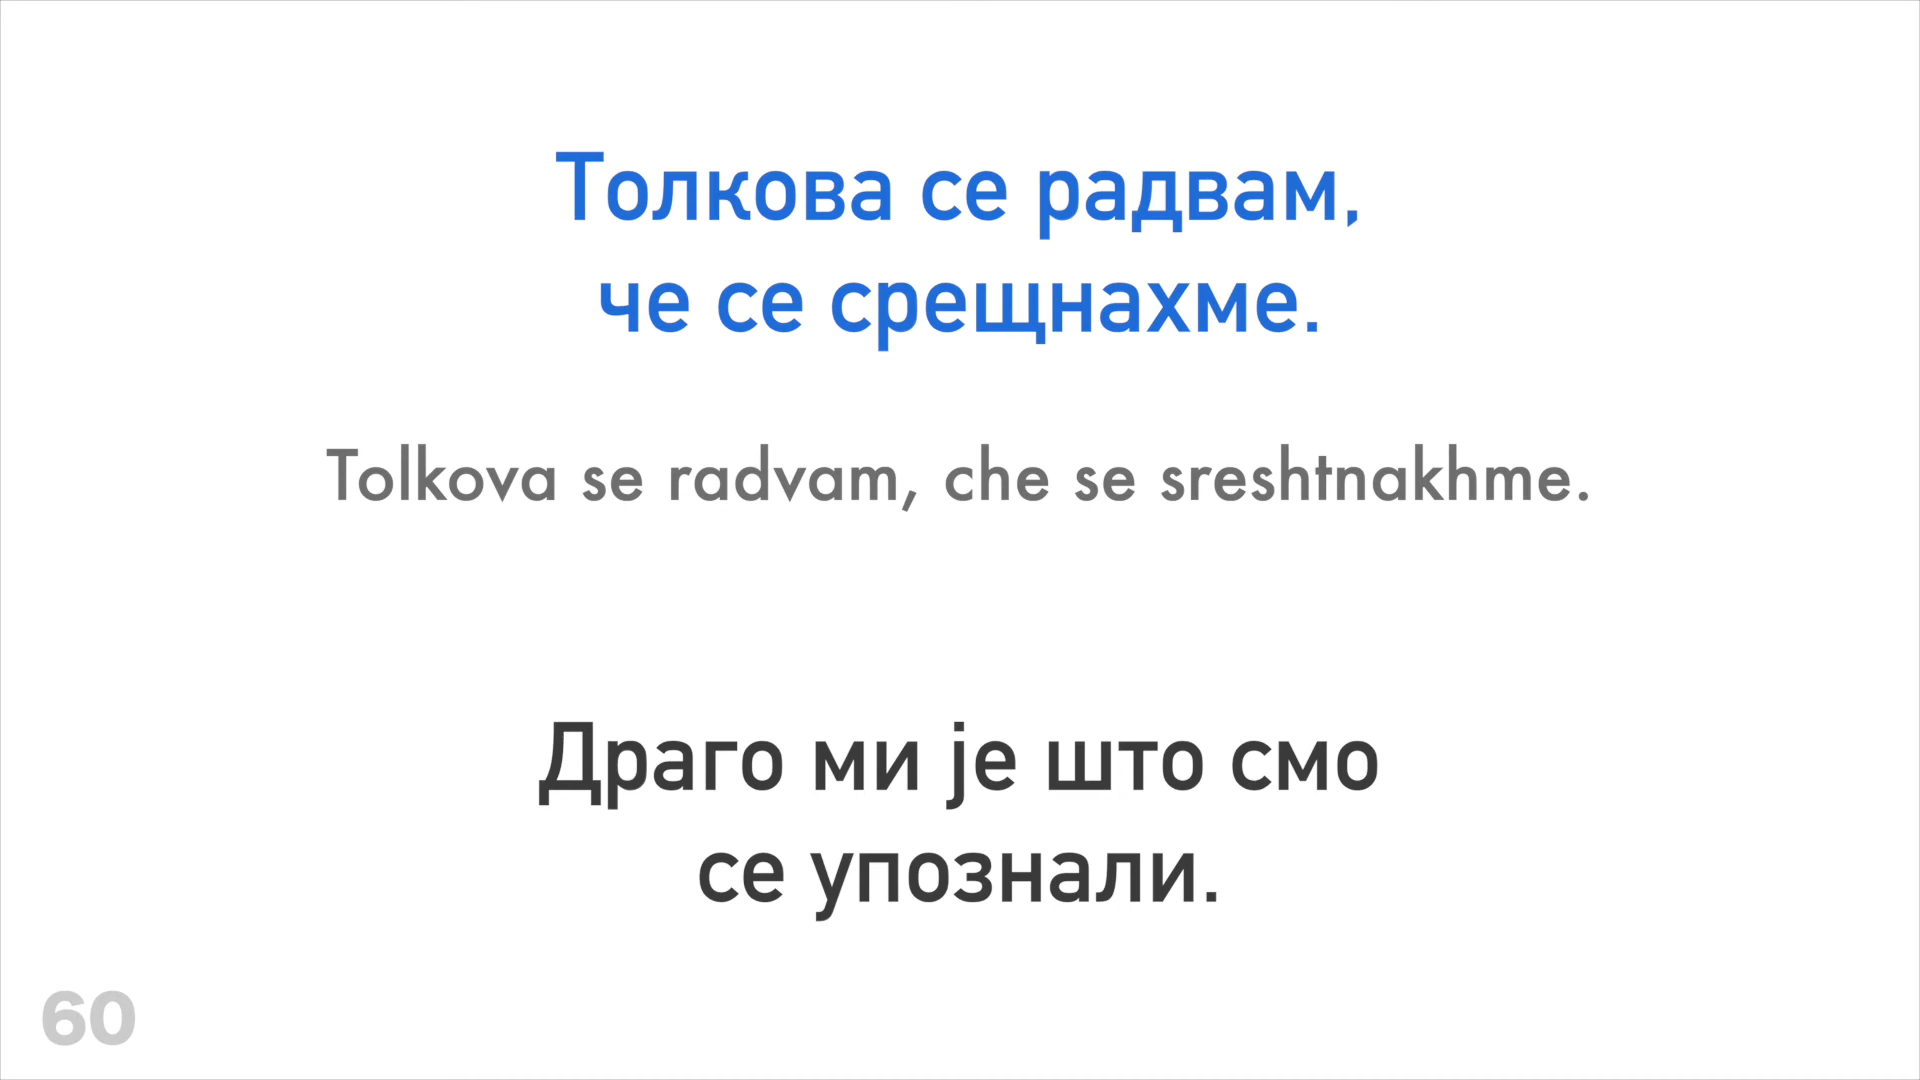 Толкова се радвам,
че се срещнахме.
Tolkova se radvam, che se sreshtnakhme.
Драго ми је што смо
се упознали.
60